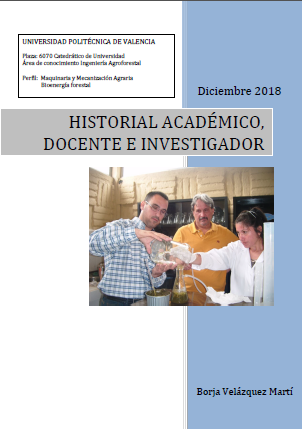 UNIVERSIDAD POLITÉCNICA DE VALENCIA
Plaza: 6070 Catedrático de Universidad
Área de conocimiento Ingeniería Agroforestal
Perfil: Maquinaria y Mecanización Agraria
Bioenergía forestal
Diciembre 2018
HISTORIAL ACADÉMICO,
DOCENTE E INVESTIGADOR
Borja Velázquez Martí